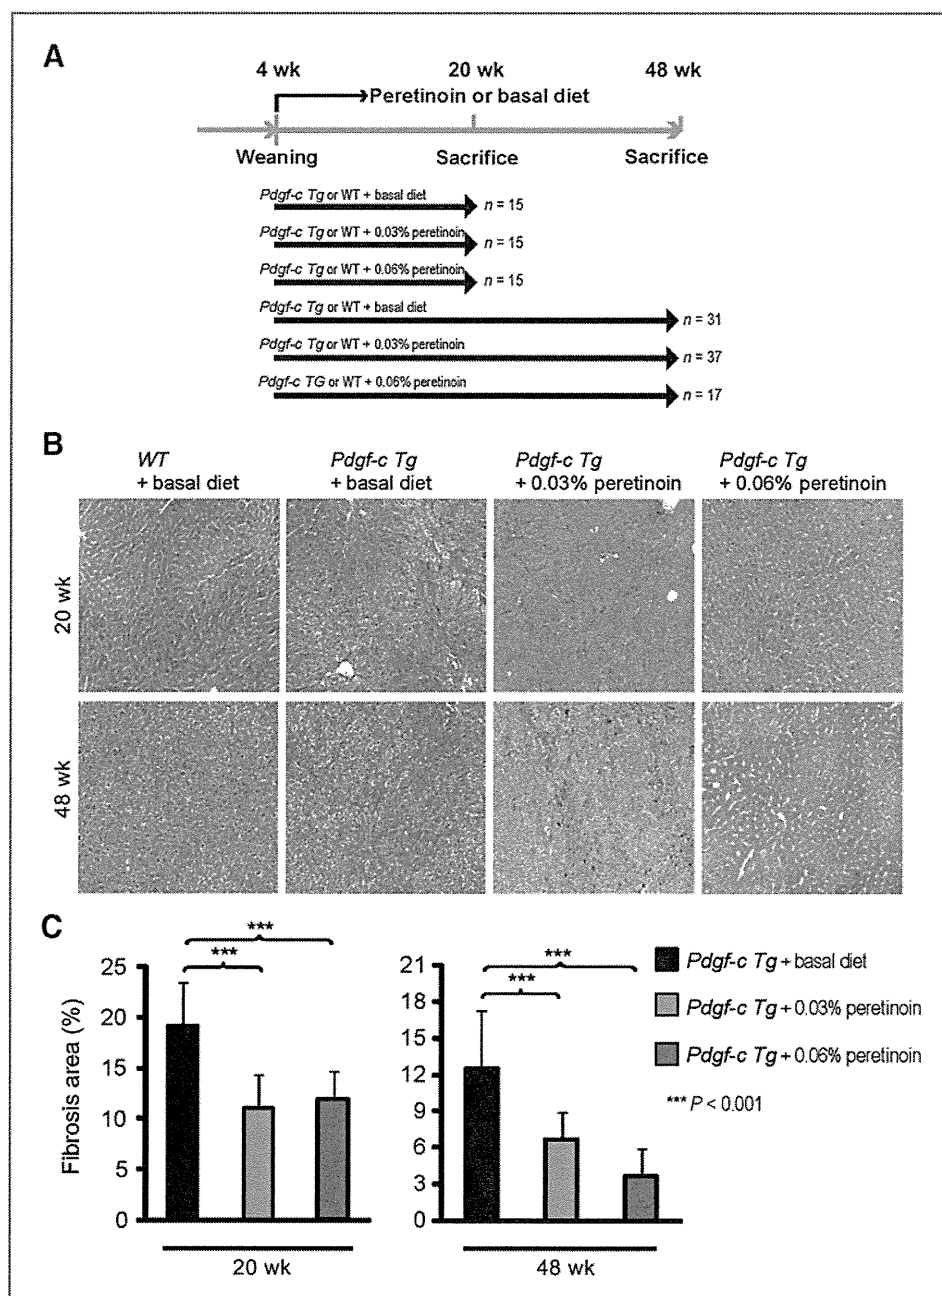 A
4 wk 20 wk 48 wk
Peretinoin or basal diet
Weaning Sacrifice Sacrifice
Pdgf-c Tg or WT + basal diet
n = 15
Pdgf-c Tg or WT + 0.03% peretinoin
n = 15
Pdgf-c Tg or WT + 0.06% peretinoin
n = 15
Pdgf-c Tg or WT + basal diet
n = 31
Pdgf-c Tg or WT + 0.03% peretinoin
n = 37
Pdgf-c TG or WT + 0.06% peretinoin
n = 17
B
WT
+ basal diet
Pdgf-c Tg
+ basal diet
Pdgf-c Tg
+ 0.03% peretinoin
Pdgf-c Tg
+ 0.06% peretinoin
20 wk
48 wk
C
Fibrosis area (%)
25
20
15
10
5
0
***
***
20 wk
21
18
15
12
9
6
3
0
***
***
48 wk
Pdgf-c Tg + basal diet
Pdgf-c Tg + 0.03% peretinoin
Pdgf-c Tg + 0.06% peretinoin
*** P < 0.001